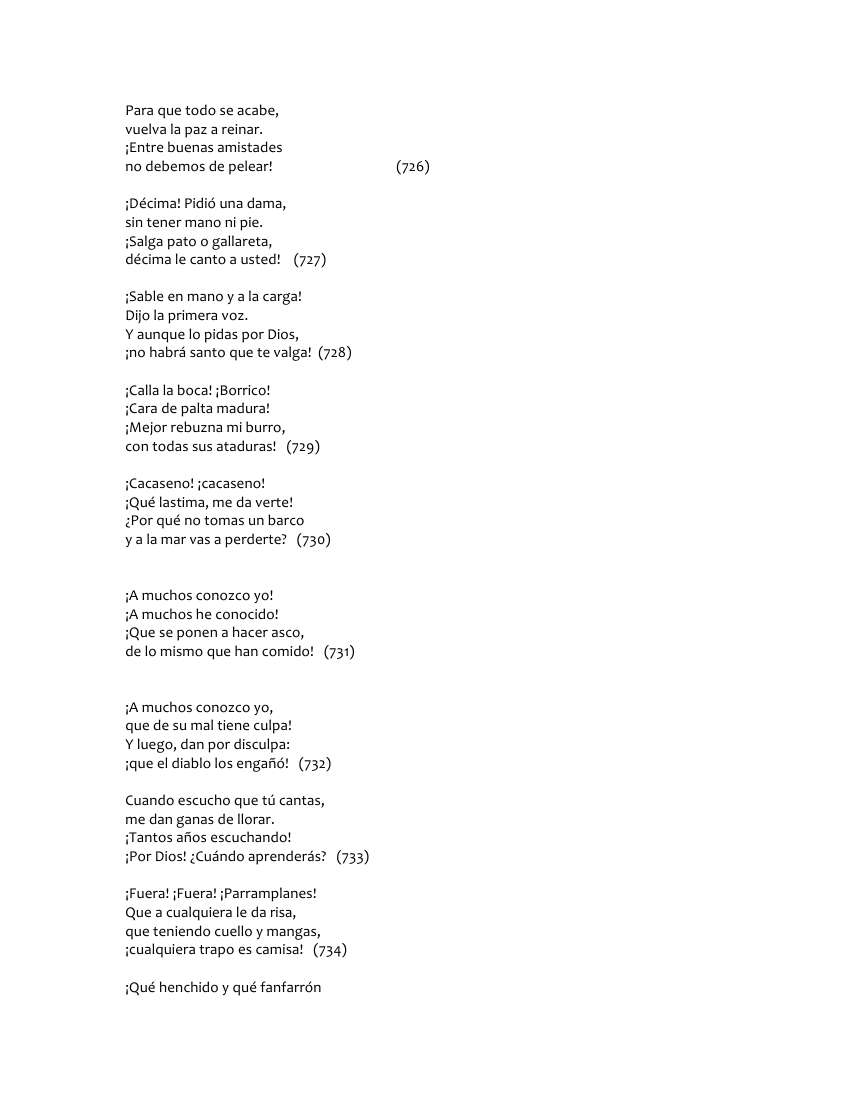 Para que todo se acabe,
vuelva la paz a reinar.
¡Entre buenas amistades
no debemos de pelear! (726)
¡Décima! Pidió una dama,
sin tener mano ni pie.
¡Salga pato o gallareta,
décima le canto a usted! (727)
¡Sable en mano y a la carga!
Dijo la primera voz.
Y aunque lo pidas por Dios,
¡no habrá santo que te valga! (728)
¡Calla la boca! ¡Borrico!
¡Cara de palta madura!
¡Mejor rebuzna mi burro,
con todas sus ataduras! (729)
¡Cacaseno! ¡cacaseno!
¡Qué lastima, me da verte!
¿Por qué no tomas un barco
y a la mar vas a perderte? (730)
¡A muchos conozco yo!
¡A muchos he conocido!
¡Que se ponen a hacer asco,
de lo mismo que han comido! (731)
¡A muchos conozco yo,
que de su mal tiene culpa!
Y luego, dan por disculpa:
¡que el diablo los engañó! (732)
Cuando escucho que tú cantas,
me dan ganas de llorar.
¡Tantos años escuchando!
¡Por Dios! ¿Cuándo aprenderás? (733)
¡Fuera! ¡Fuera! ¡Parramplanes!
Que a cualquiera le da risa,
que teniendo cuello y mangas,
¡cualquiera trapo es camisa! (734)
¡Qué henchido y qué fanfarrón